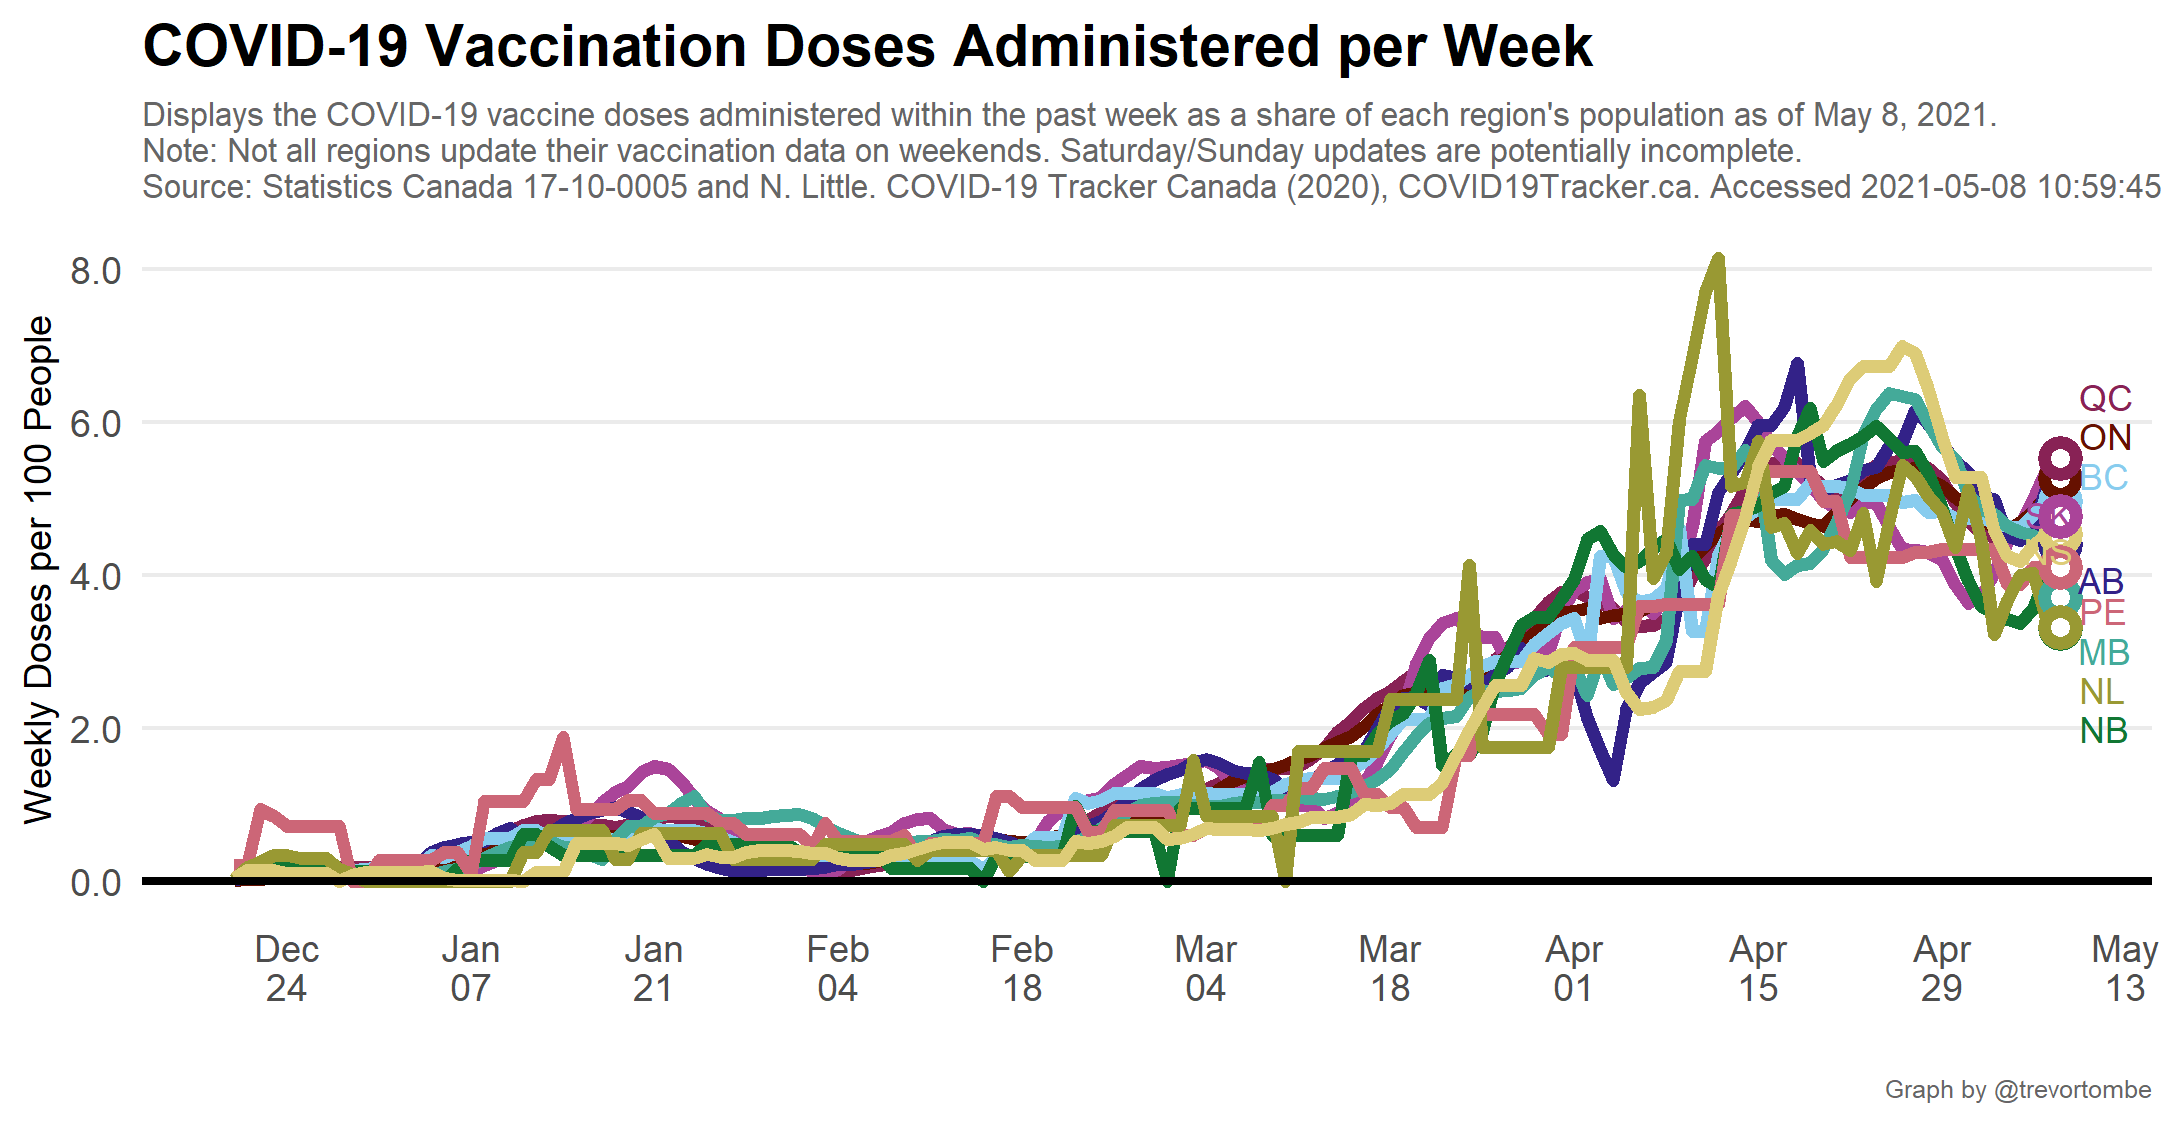 COVID-19 Vaccination Doses Administered per Week
Displays the COVID-19 vaccine doses administered within the past week as a share of each region's population as of May 8, 2021.
Note: Not all regions update their vaccination data on weekends. Saturday/Sunday updates are potentially incomplete.
Source: Statistics Canada 17-10-0005 and N. Little. COVID-19 Tracker Canada (2020), COVID19Tracker.ca. Accessed 2021-05-08 10:59:45
Weekly Doses per 100 People
8.0
6.0
4.0
2.0
0.0
QC
ON
BC
SK
NS
AB
PE
MB
NL
NB
Dec 24
Jan 07
Jan 21
Feb 04
Feb 18
Mar 04
Mar 18
Apr 01
Apr 15
Apr 29
May 13
Graph by @trevortombe